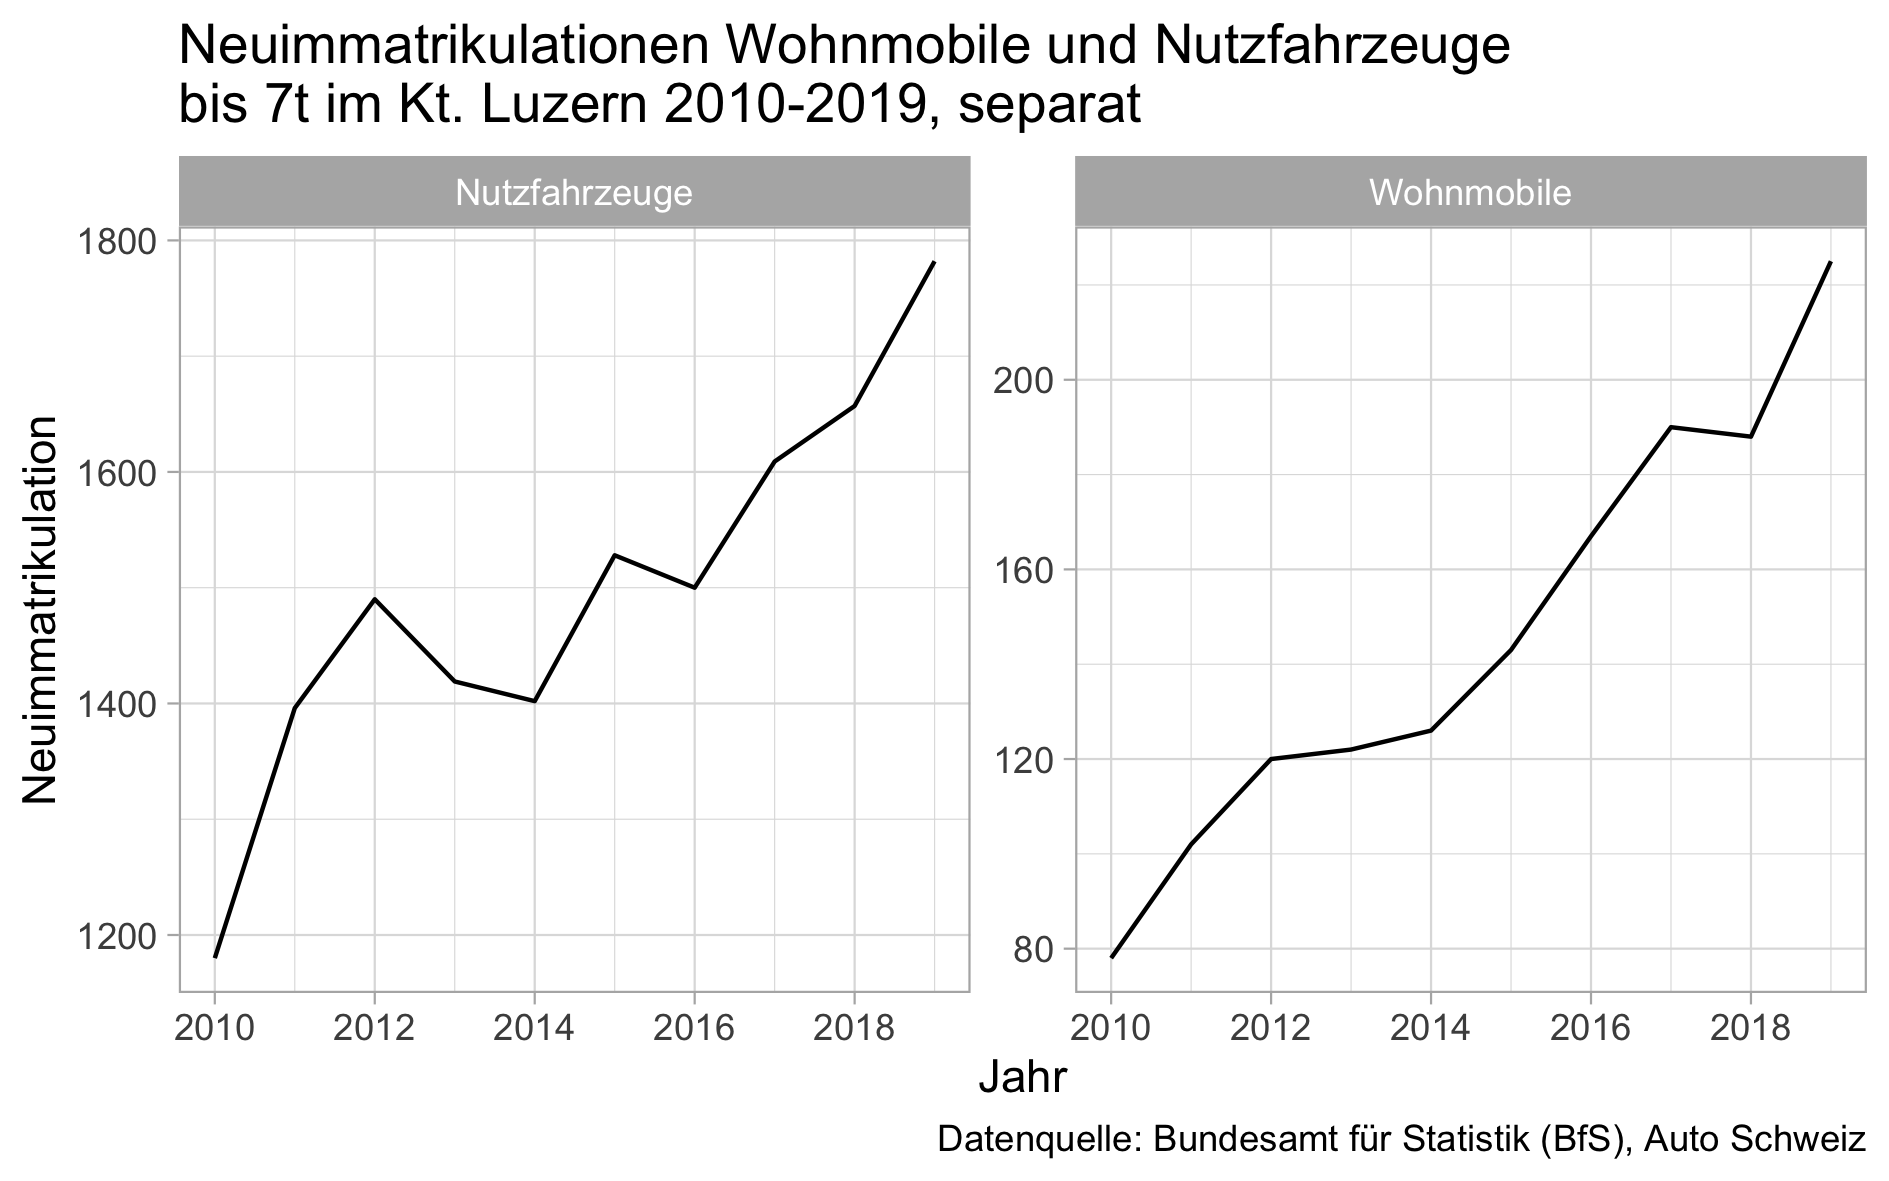 Neuimmatrikulationen Wohnmobile und Nutzfahrzeuge
bis 7t im Kt. Luzern 2010-2019, separat
Nutzfahrzeuge
Wohnmobile
Neuimmatrikulation
1800
1600
1400
1200
200
160
120
80
2010 2012 2014 2016 2018
2010 2012 2014 2016 2018
Jahr
Datenquelle: Bundesamt für Statistik (BfS), Auto Schweiz